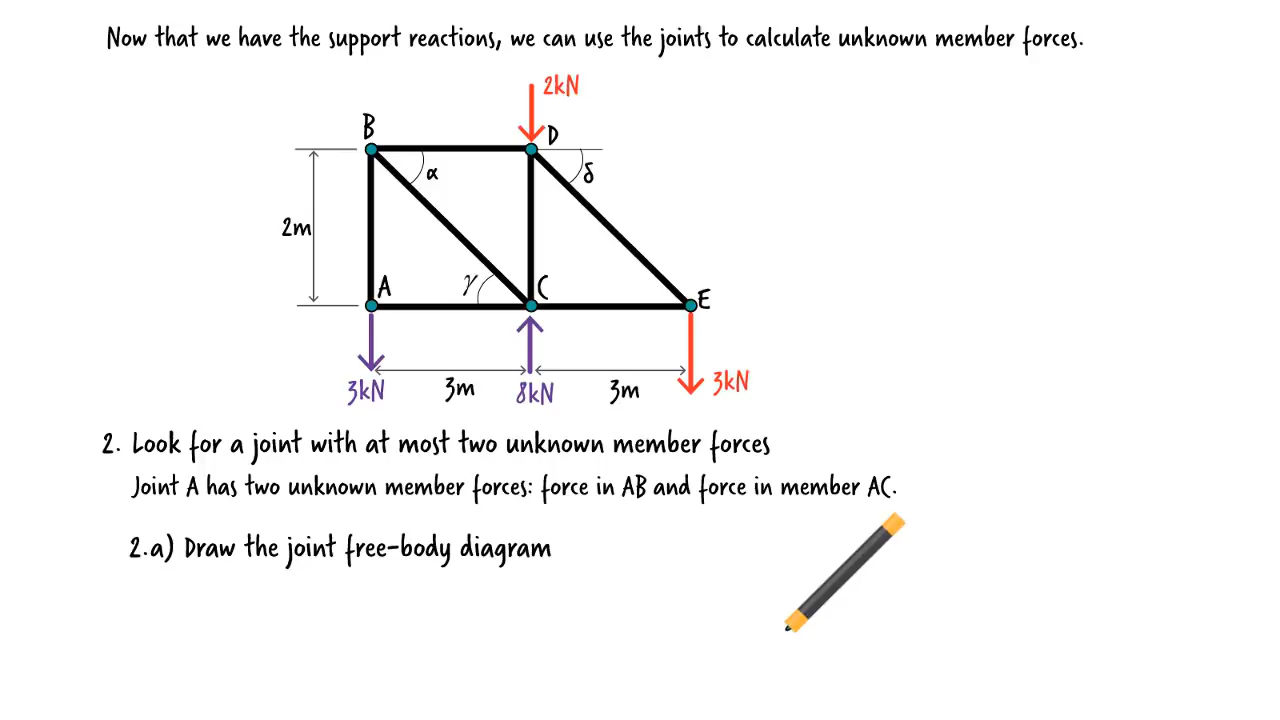 Now that we have the support reactions, we can use the joints to calculate unknown member forces.
2kN
B
D
α
δ
2m
A
γ
C
E
3kN
3m
8kN
3m
3kN
2. Look for a joint with at most two unknown member forces
Joint A has two unknown member forces: force in AB and force in member AC.
2.a) Draw the joint free-body diagram